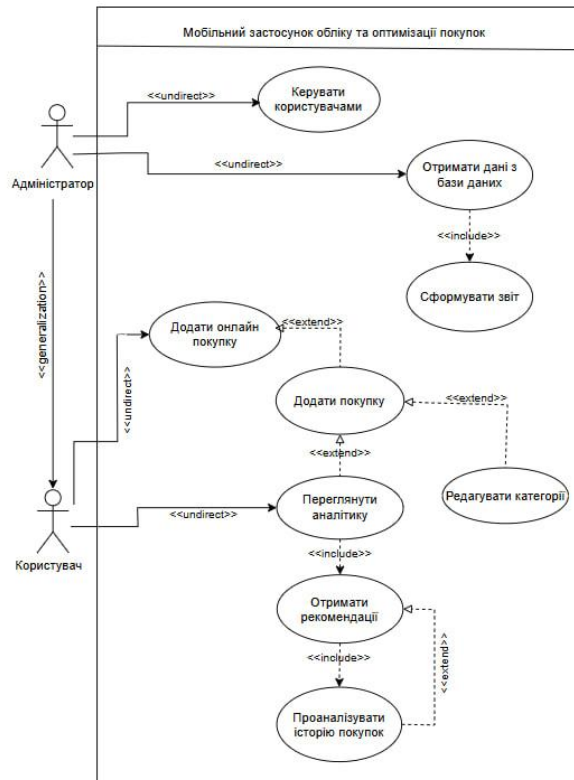 Мобільний застосунок обліку та оптимізації покупок
Керувати
користувачами
<<undirect>>
Адміністратор
<<undirect>>
Отримати дані з
бази даних
<<include>>
Сформувати звіт
<<generalization>>
Додати онлайн
покупку
<<extend>>
<<undirect>>
Додати покупку
<<extend>>
<<extend>>
Редагувати категорії
Користувач
<<undirect>>
Переглянути
аналітику
<<include>>
Отримати
рекомендації
<<include>>
<<extend>>
Проаналізувати
історію покупок